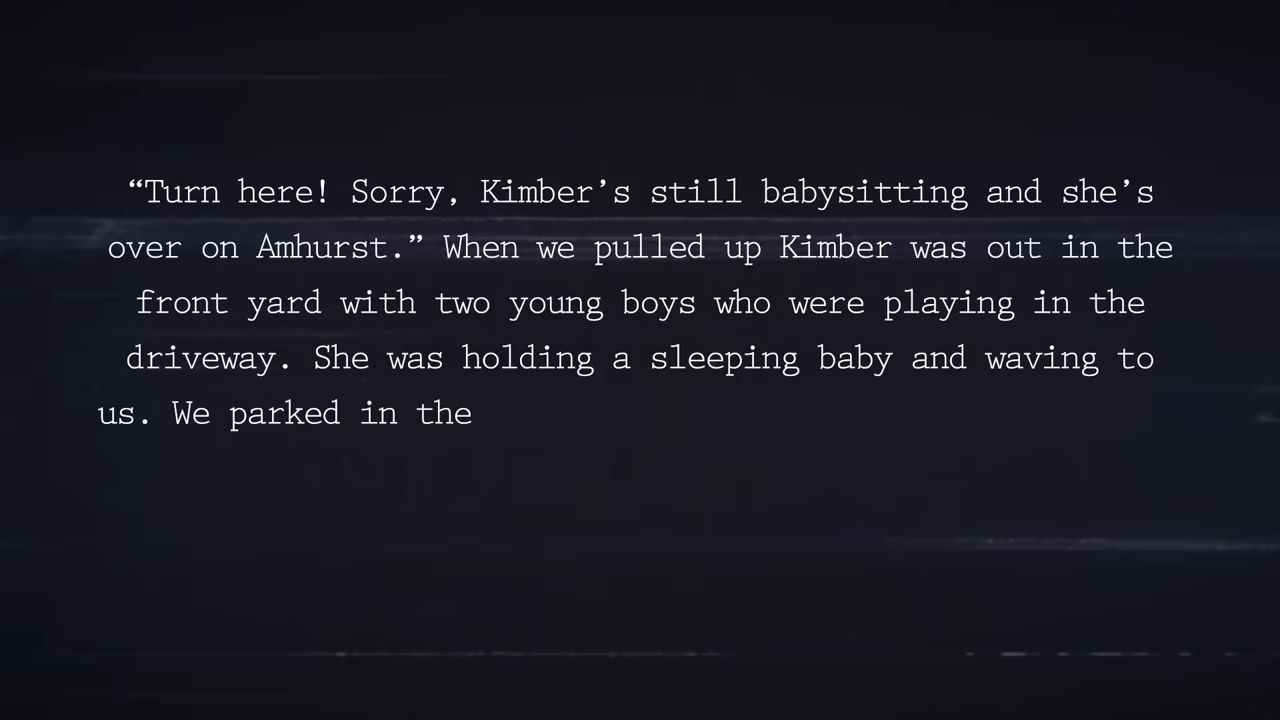 “Turn here! Sorry, Kimber’s still babysitting and she’s
over on Amhurst.” When we pulled up Kimber was out in the
front yard with two young boys who were playing in the
driveway. She was holding a sleeping baby and waving to
us. We parked in the